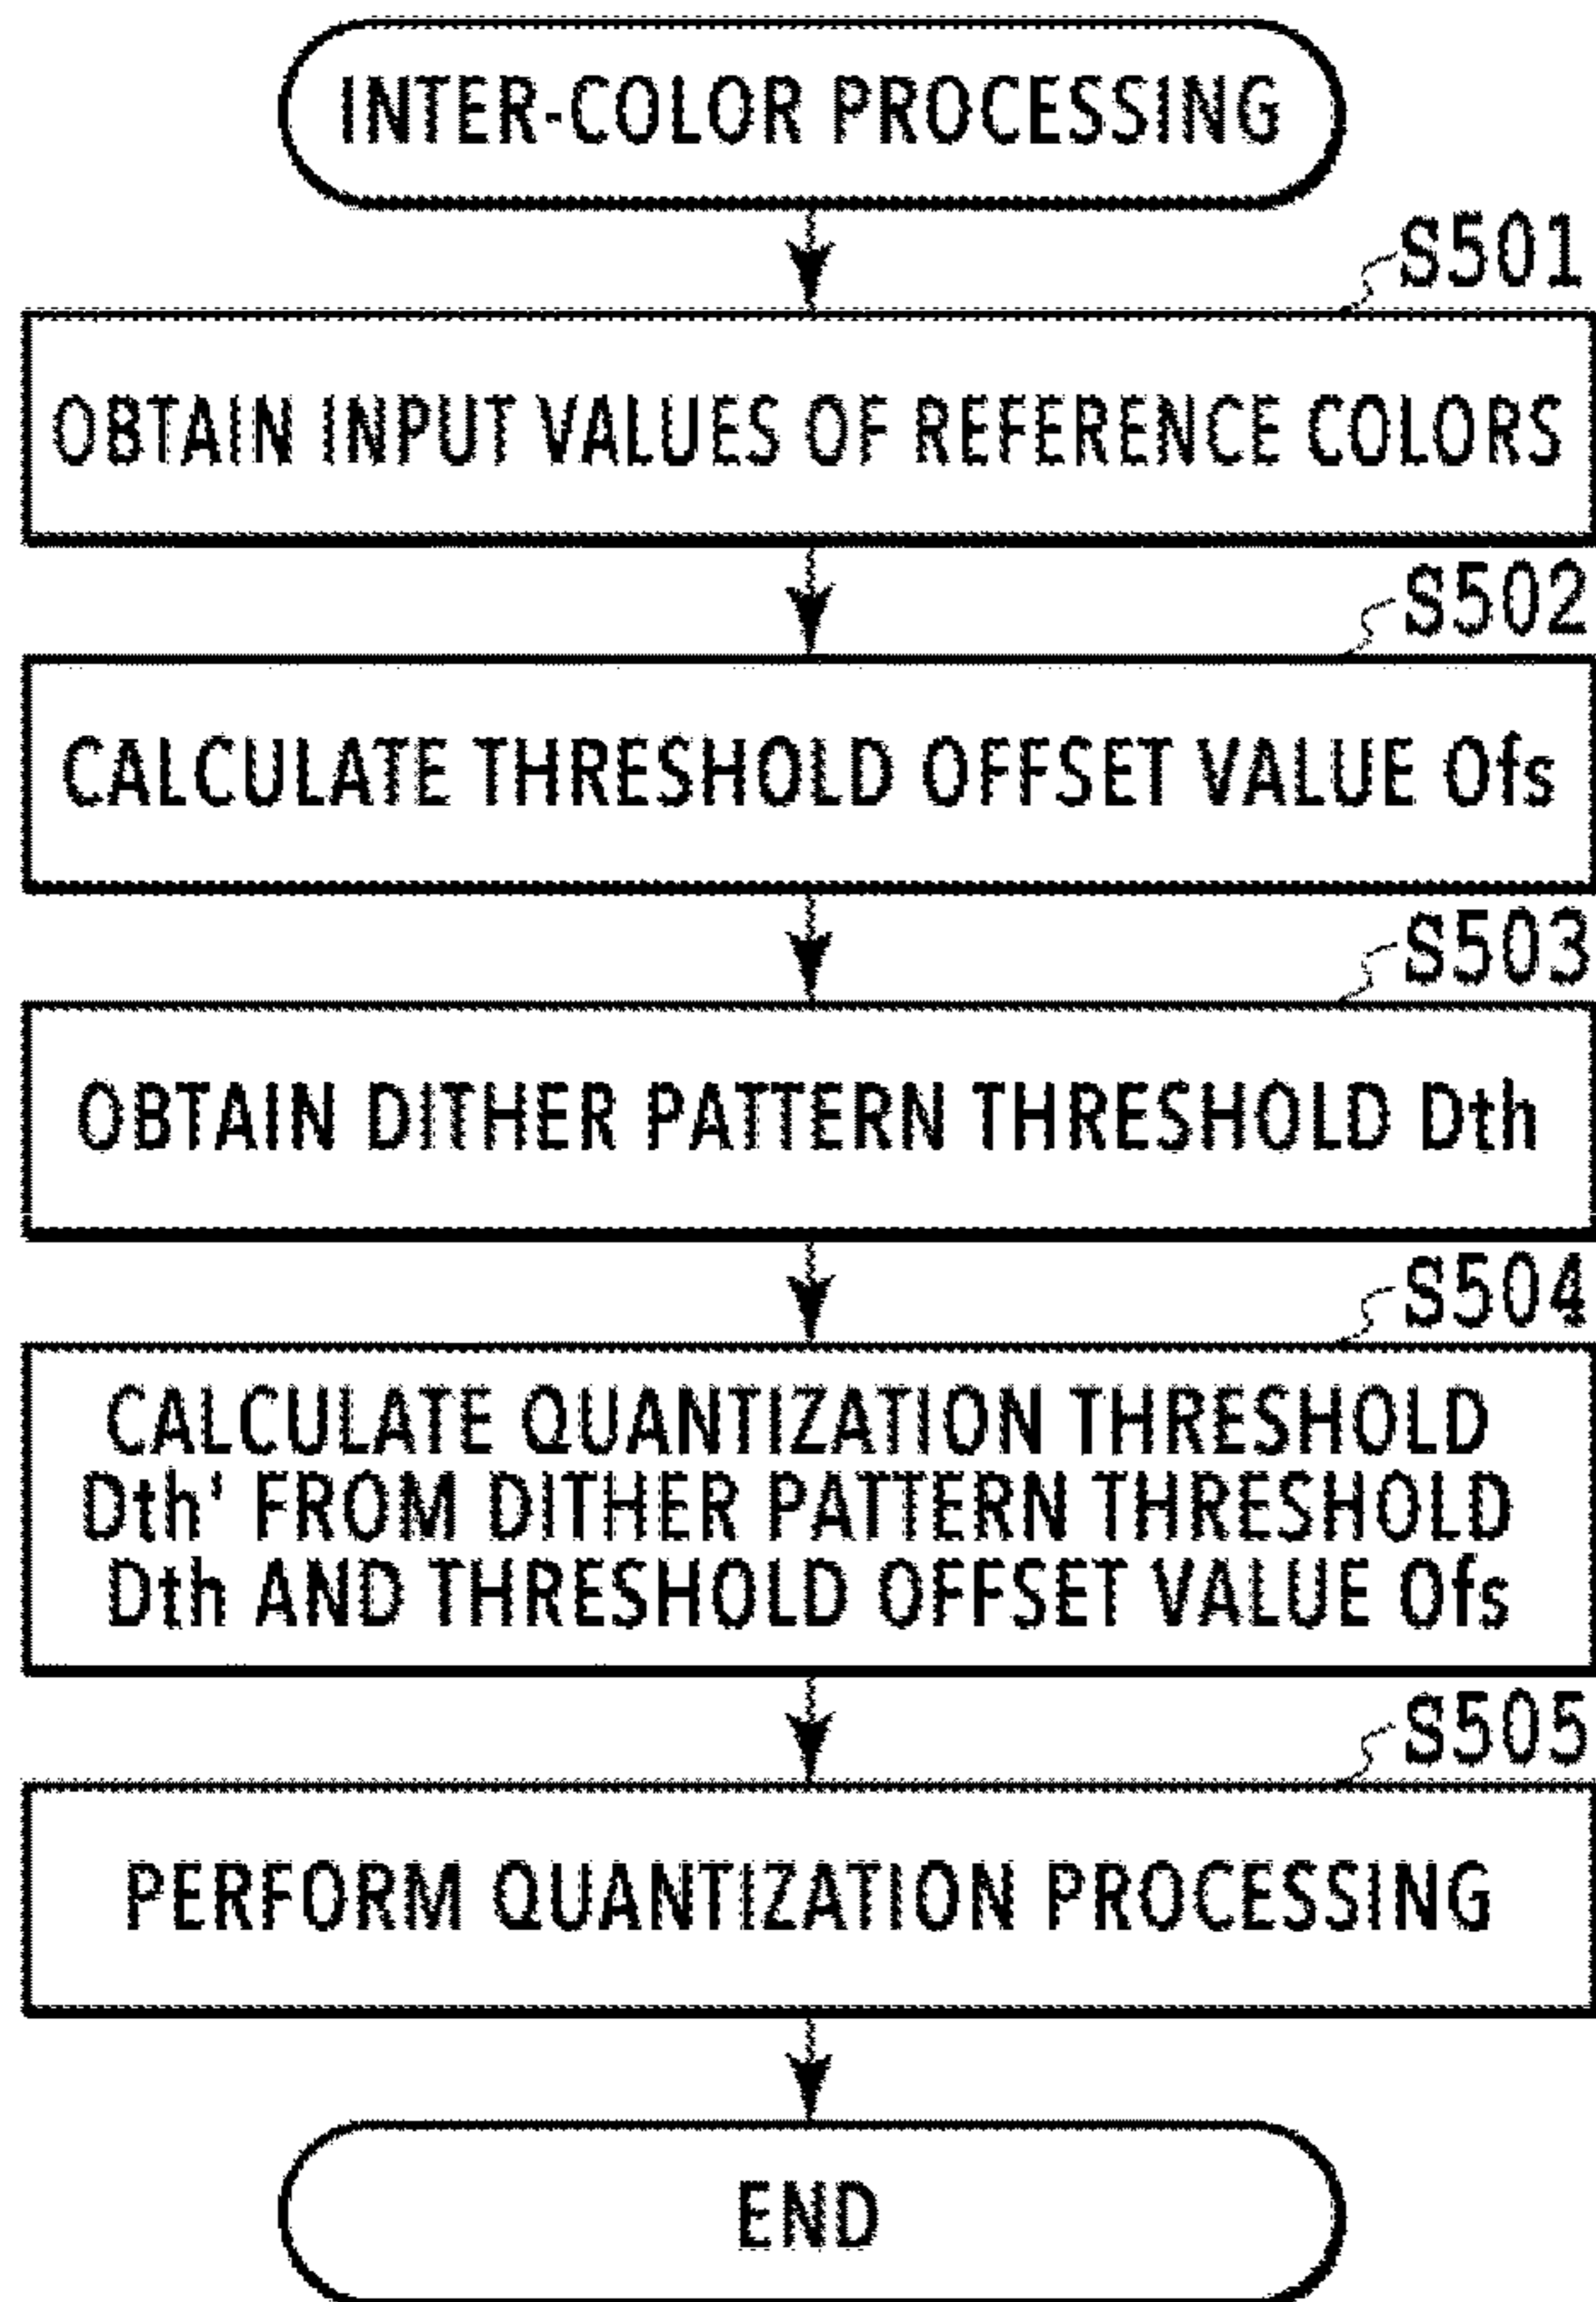 INTER-COLOR PROCESSING
S501
OBTAIN INPUT VALUES OF REFERENCE COLORS
S502
CALCULATE THRESHOLD OFFSET VALUE Ofs
S503
OBTAIN DITHER PATTERN THRESHOLD Dth
S504
CALCULATE QUANTIZATION THRESHOLD
Dth' FROM DITHER PATTERN THRESHOLD
Dth AND THRESHOLD OFFSET VALUE Ofs
S505
PERFORM QUANTIZATION PROCESSING
END